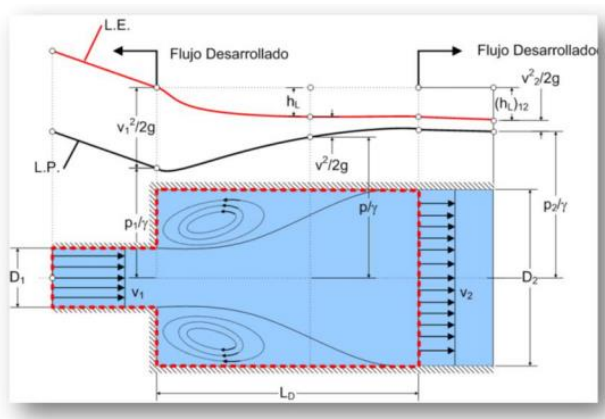 L.E.
Flujo Desarrollado
Flujo Desarrollado
v₂²/2g
h_L
(h_L)₁₂
v₁²/2g
v²/2g
L.P.
p₁/γ
p/γ
p₂/γ
D₁
v₁
v₂
D₂
L_D